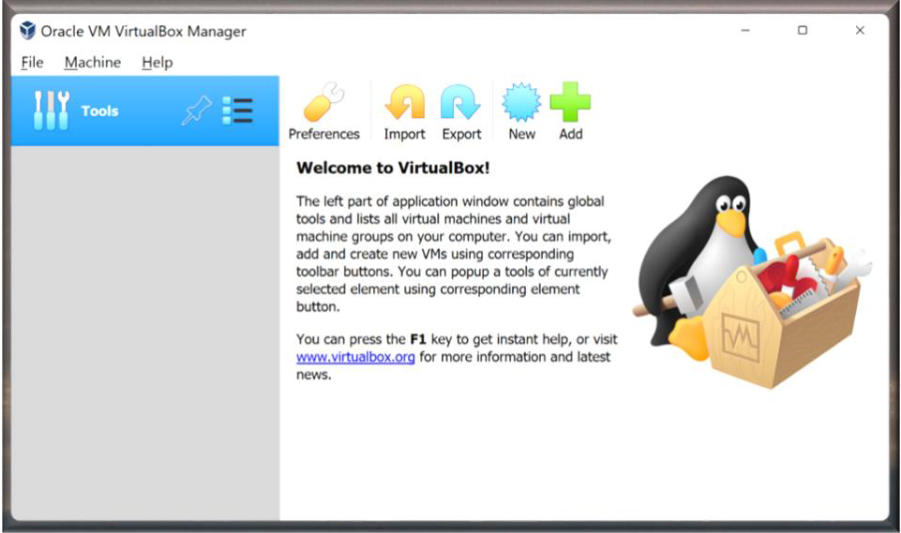 Oracle VM VirtualBox Manager
File Machine Help
Tools
Preferences Import Export New Add
Welcome to VirtualBox!
The left part of application window contains global
tools and lists all virtual machines and virtual
machine groups on your computer. You can import,
add and create new VMs using corresponding
toolbar buttons. You can popup a tools of currently
selected element using corresponding element
button.
You can press the F1 key to get instant help, or visit
www.virtualbox.org for more information and latest
news.
VM